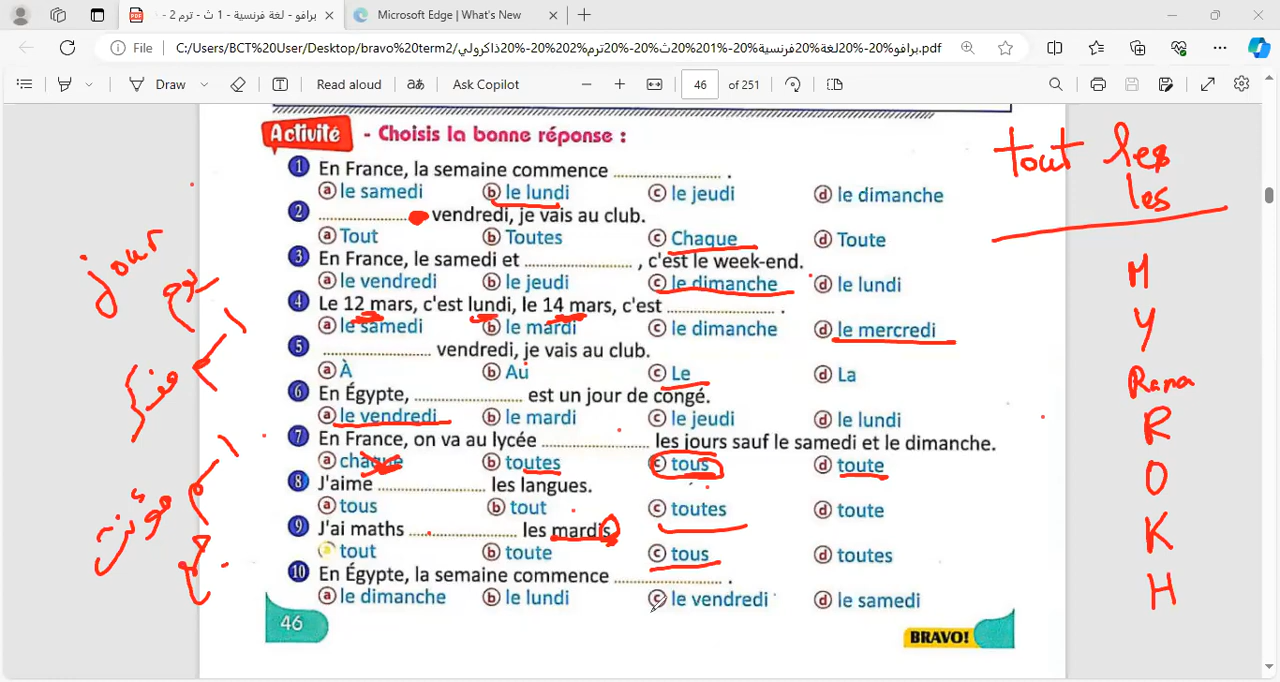 برافو - لغة فرنسية - 1 ث - ترم 2 -
Microsoft Edge | What's New
File
C:/Users/BCT%20User/Desktop/bravo%20term2/برافو%20-%20لغة%20فرنسية%20-%201%20ث%20-%20ترم%202%20-%20ذاكرولي.pdf
Draw
Read aloud
Ask Copilot
46
of 251
Activité - Choisis la bonne réponse :
1 En France, la semaine commence ........................ .
a le samedi b le lundi c le jeudi d le dimanche
2 ........................ vendredi, je vais au club.
a Tout b Toutes c Chaque d Toute
3 En France, le samedi et ........................ , c'est le week-end.
a le vendredi b le jeudi c le dimanche d le lundi
4 Le 12 mars, c'est lundi, le 14 mars, c'est ........................ .
a le samedi b le mardi c le dimanche d le mercredi
5 ........................ vendredi, je vais au club.
a À b Au c Le d La
6 En Égypte, ........................ est un jour de congé.
a le vendredi b le mardi c le jeudi d le lundi
7 En France, on va au lycée ........................ les jours sauf le samedi et le dimanche.
a chaque b toutes c tous d toute
8 J'aime ........................ les langues.
a tous b tout c toutes d toute
9 J'ai maths ........................ les mardis
a tout b toute c tous d toutes
10 En Égypte, la semaine commence ........................ .
a le dimanche b le lundi c le vendredi d le samedi
46
BRAVO!
jour
tout les
les
M
Y
Rana
R
O
K
H